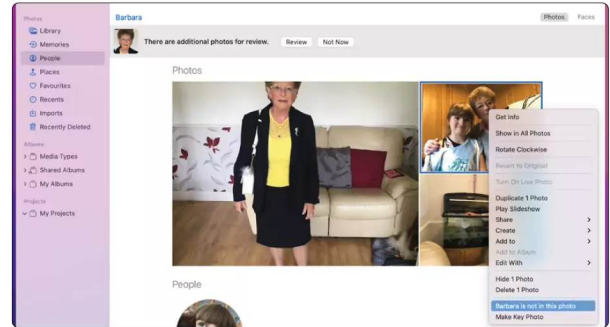 Photos
Library
Memories
People
Places
Favourites
Recents
Imports
Recently Deleted
Albums
Media Types
Shared Albums
My Albums
Projects
My Projects
Barbara
Photos Faces
There are additional photos for review. Review Not Now
Photos
People
Get Info
Show in All Photos
Rotate Clockwise
Revert to Original
Turn On Live Photo
Duplicate 1 Photo
Play Slideshow
Share
Create
Add to
Add to Album
Edit With
Hide 1 Photo
Delete 1 Photo
Barbara is not in this photo
Make Key Photo